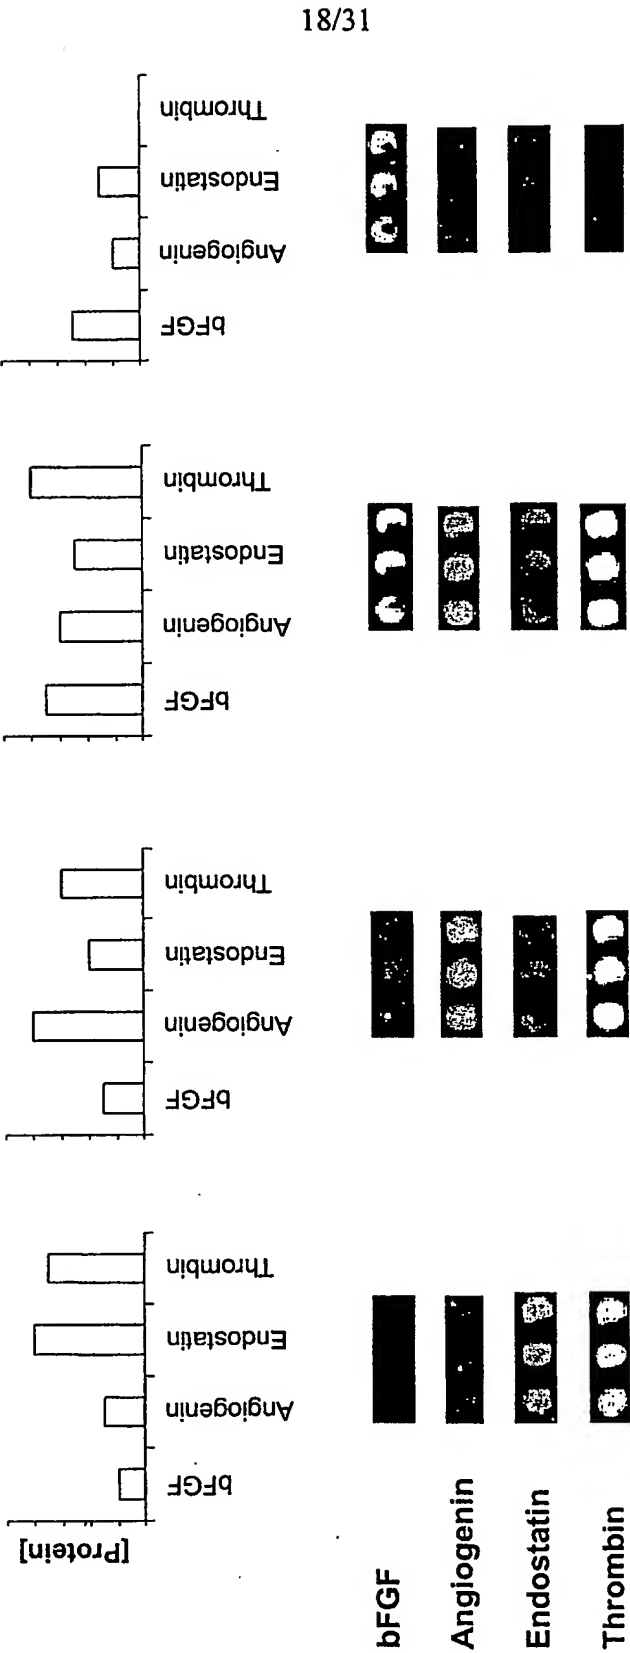 18/31
Thrombin
Endostatin
Angiogenin
bFGF
Thrombin
Endostatin
Angiogenin
bFGF
Thrombin
Endostatin
Angiogenin
bFGF
Thrombin
Endostatin
Angiogenin
bFGF
[Protein]
bFGF
Angiogenin
Endostatin
Thrombin